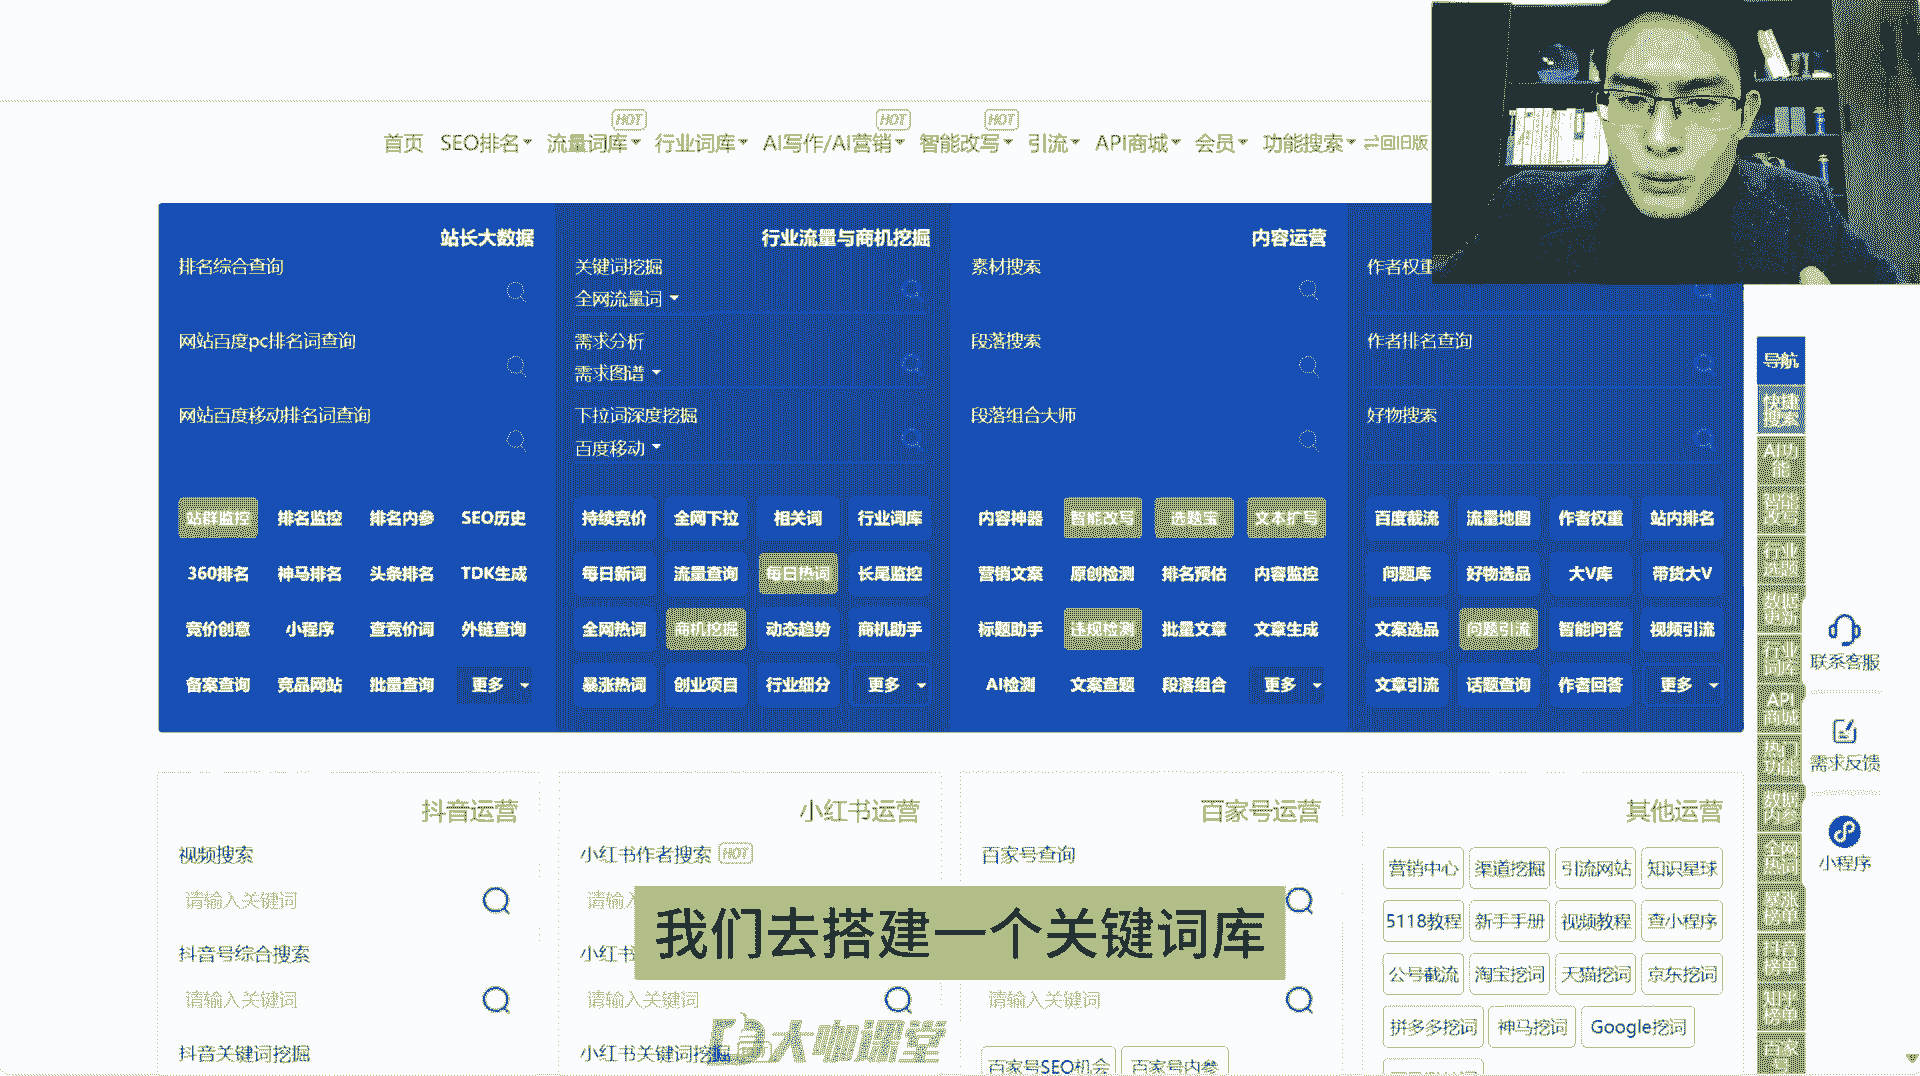 HOT HOT HOT
首页 SEO排名 流量词库 行业词库 AI写作/AI营销 智能改写 引流 API商城 会员 功能搜索 回旧版
站长大数据 行业流量与商机挖掘 内容运营
排名综合查询 关键词挖掘 素材搜索 作者权重
全网流量词
网站百度pc排名词查询 需求分析 段落搜索 作者排名查询
需求图谱
网站百度移动排名词查询 下拉词深度挖掘 段落组合大师 好物搜索
百度移动
站群监控 排名监控 排名内参 SEO历史 持续竞价 全网下拉 相关词 行业词库 内容神器 智能改写 选题宝 文本扩写 百度截流 流量地图 作者权重 站内排名
360排名 神马排名 头条排名 TDK生成 每日新词 流量查询 每日热词 长尾监控 营销文案 原创检测 排名预估 内容监控 问题库 好物选品 大V库 带货大V
竞价创意 小程序 查竞价词 外链查询 全网热词 商机挖掘 动态趋势 商机助手 标题助手 违规检测 批量文章 文章生成 文案选品 问题引流 智能问答 视频引流
备案查询 竞品网站 批量查询 更多 暴涨热词 创业项目 行业细分 更多 AI检测 文案查题 段落组合 更多 文章引流 话题查询 作者回答 更多
导航
快捷搜索
AI功能
智能改写
行业选题
数据更新
行业词库
API商城
热门功能
数据内参
全网热词
暴涨榜单
抖音榜单
知乎榜单
百家号
联系客服
需求反馈
小程序
抖音运营 小红书运营 百家号运营 其他运营
视频搜索 小红书作者搜索 HOT 百家号查询
请输入关键词 请输入
抖音号综合搜索 小红
请输入关键词 请输入关键词 请输入关键词
抖音关键词挖掘 小红书关键词挖掘 百家号SEO机会 百家号内参
营销中心 渠道挖掘 引流网站 知识星球
5118教程 新手手册 视频教程 查小程序
公号截流 淘宝挖词 天猫挖词 京东挖词
拼多多挖词 神马挖词 Google挖词
我们去搭建一个关键词库
大咖课堂